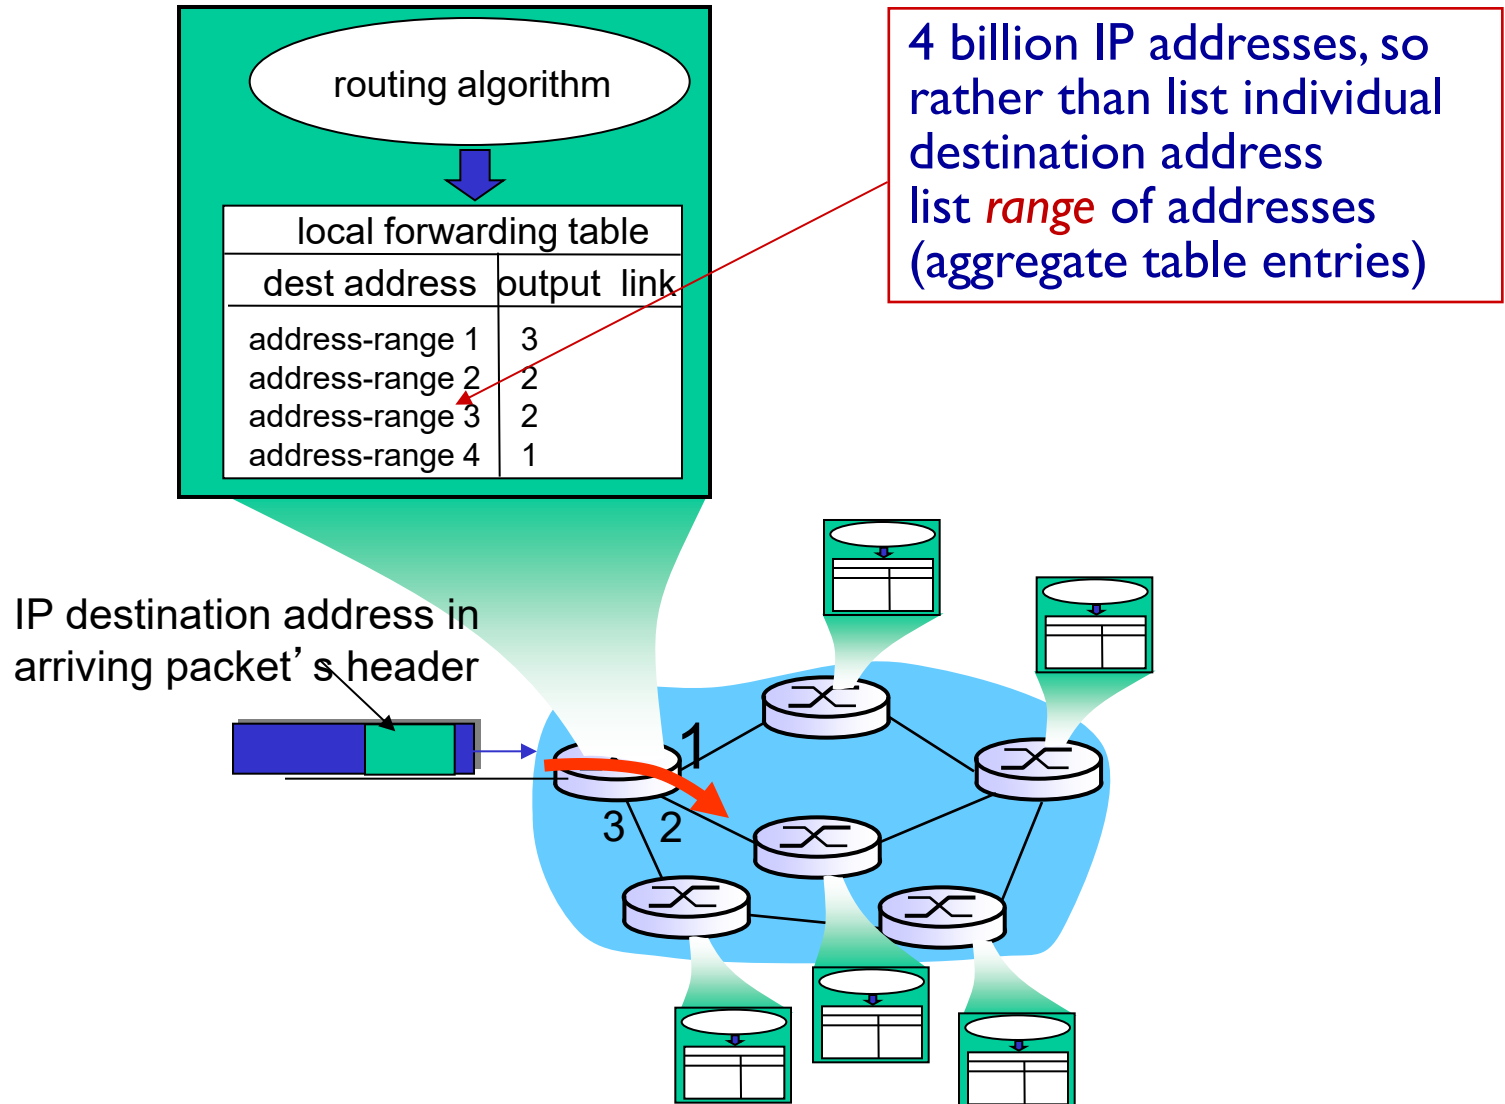 routing algorithm
local forwarding table
dest address output link
address-range 1 3
address-range 2 2
address-range 3 2
address-range 4 1
4 billion IP addresses, so
rather than list individual
destination address
list range of addresses
(aggregate table entries)
IP destination address in
arriving packet’s header
1
3 2